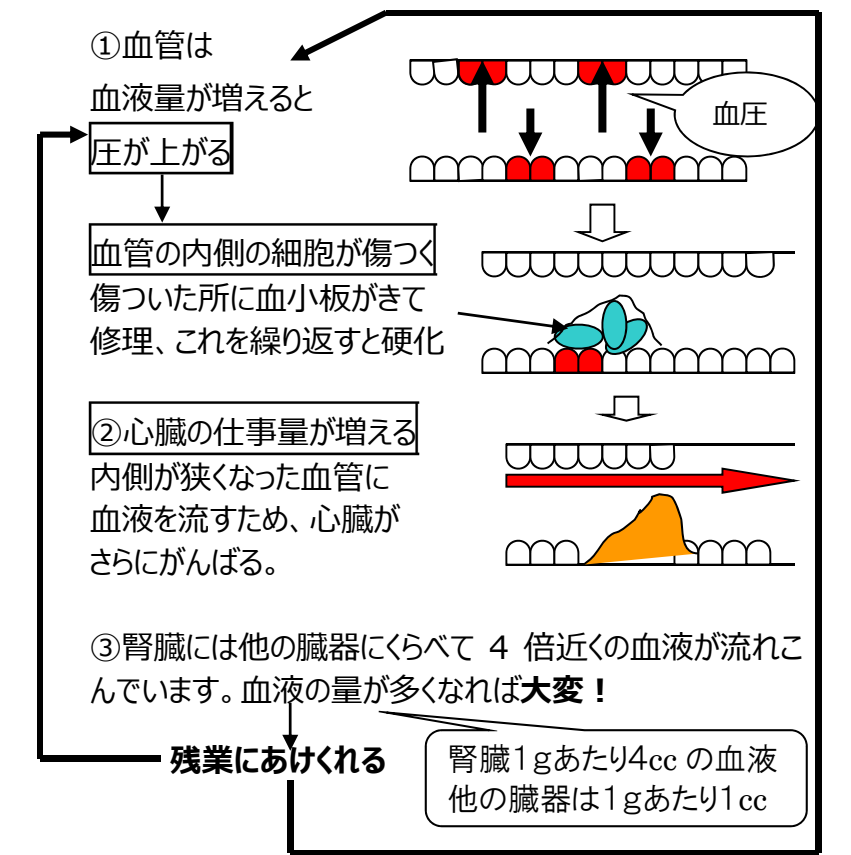 ①血管は
血液量が増えると
圧が上がる
血圧
血管の内側の細胞が傷つく
傷ついた所に血小板がきて
修理、これを繰り返すと硬化
②心臓の仕事量が増える
内側が狭くなった血管に
血液を流すため、心臓が
さらにがんばる。
③腎臓には他の臓器にくらべて 4 倍近くの血液が流れこ
んでいます。血液の量が多くなれば大変！
残業にあけくれる
腎臓1gあたり4cc の血液
他の臓器は1gあたり1cc